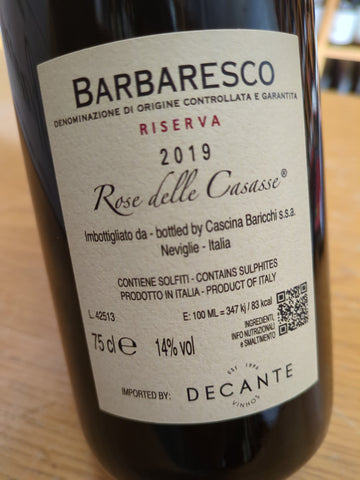 BARBARESCO
DENOMINAZIONE DI ORIGINE CONTROLLATA E GARANTITA
RISERVA
2019
Rose delle Casasse®
Imbottigliato da - bottled by Cascina Baricchi s.s.a.
Neviglie - Italia
CONTIENE SOLFITI - CONTAINS SULPHITES
PRODOTTO IN ITALIA - PRODUCT OF ITALY
L. 42513
E: 100 ML = 347 kj / 83 kcal
75 cl ℮ 14% vol
INGREDIENTI,
INFO NUTRIZIONALI
e SMALTIMENTO
IMPORTED BY:
EST 1998
DECANTE
VINHOS